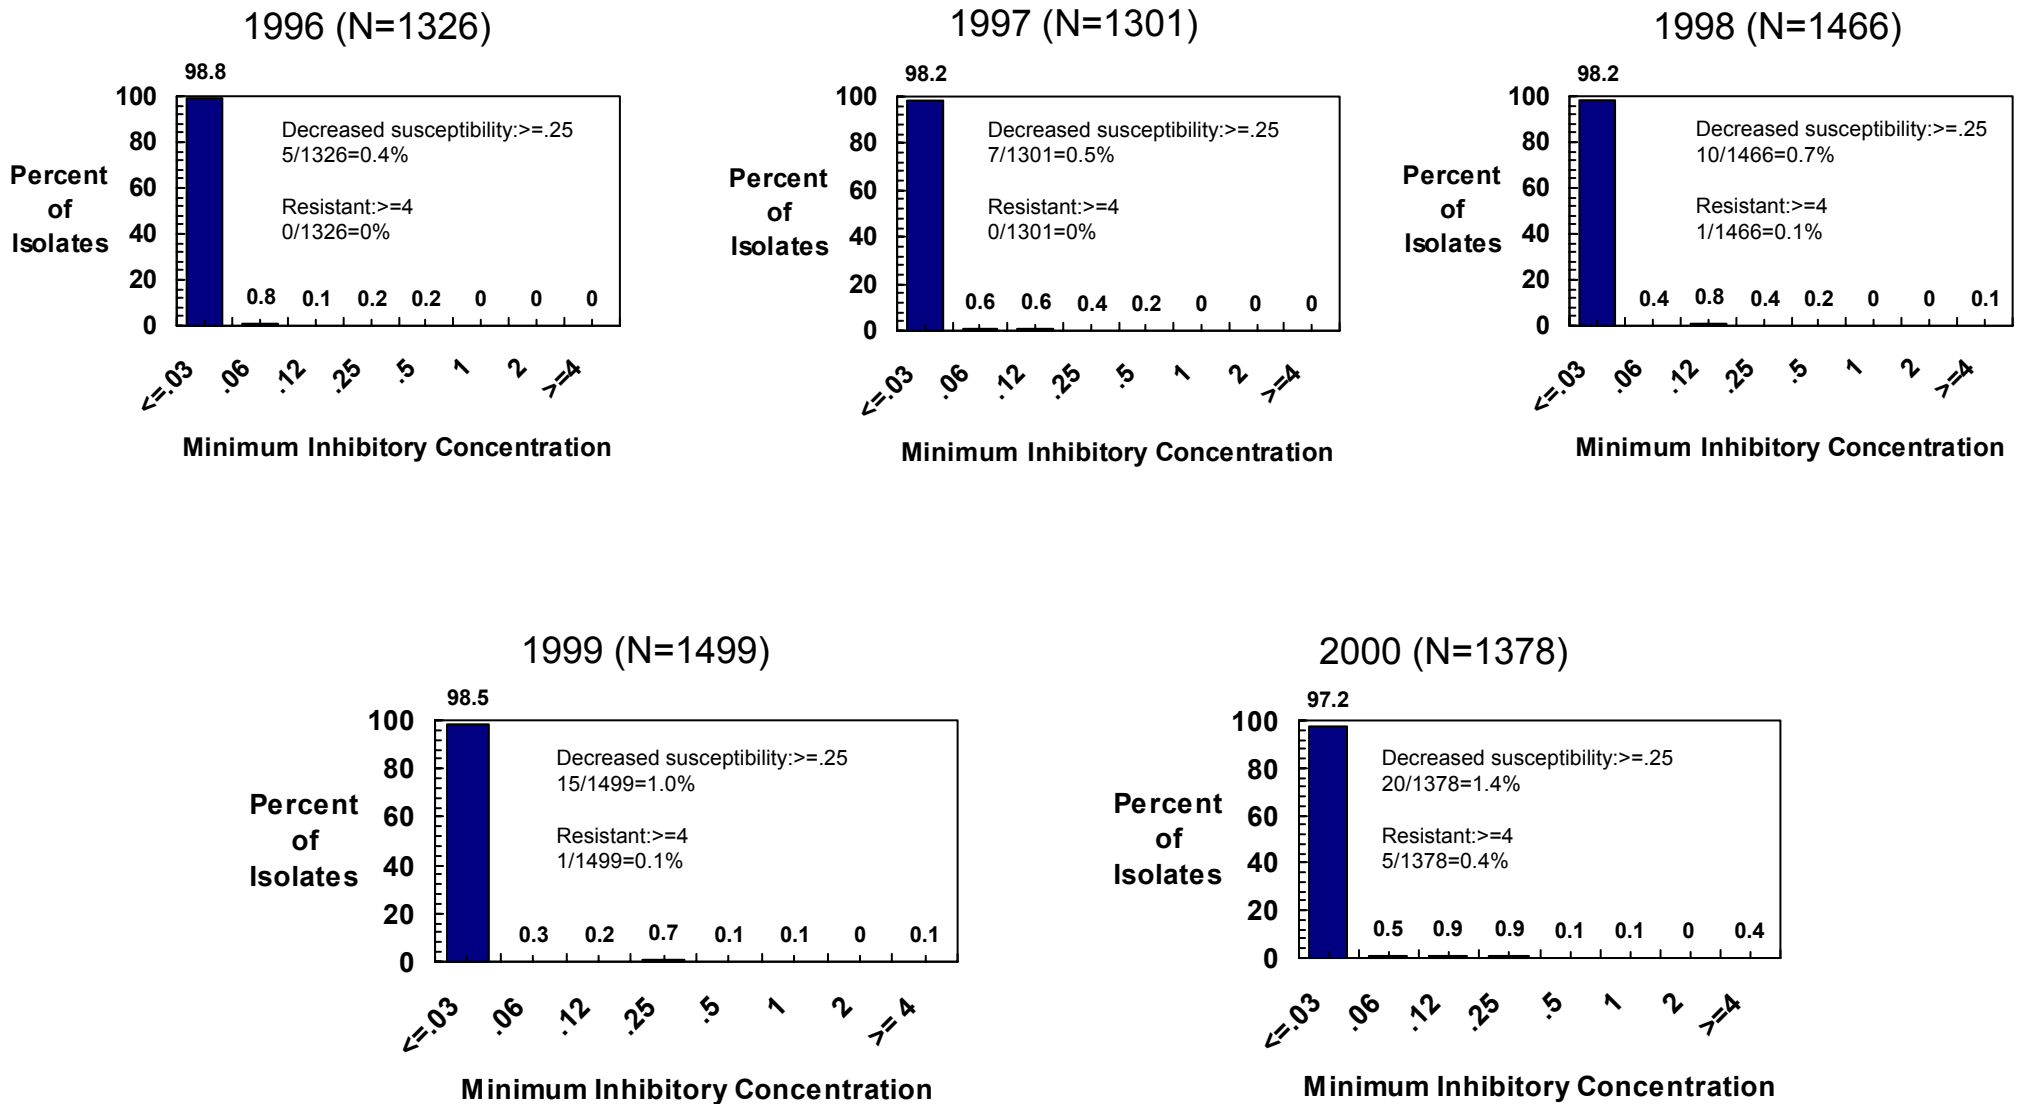 1996 (N=1326)
98.8
100
80
60
40
20
0
Percent
of
Isolates
Decreased susceptibility:>=.25
5/1326=0.4%
Resistant:>=4
0/1326=0%
0.8 0.1 0.2 0.2 0 0 0
<=.03 .06 .12 .25 .5 1 2 >=4
Minimum Inhibitory Concentration
1997 (N=1301)
98.2
100
80
60
40
20
0
Percent
of
Isolates
Decreased susceptibility:>=.25
7/1301=0.5%
Resistant:>=4
0/1301=0%
0.6 0.6 0.4 0.2 0 0 0
<=.03 .06 .12 .25 .5 1 2 >=4
Minimum Inhibitory Concentration
1998 (N=1466)
98.2
100
80
60
40
20
0
Percent
of
Isolates
Decreased susceptibility:>=.25
10/1466=0.7%
Resistant:>=4
1/1466=0.1%
0.4 0.8 0.4 0.2 0 0 0.1
<=.03 .06 .12 .25 .5 1 2 >=4
Minimum Inhibitory Concentration
1999 (N=1499)
98.5
100
80
60
40
20
0
Percent
of
Isolates
Decreased susceptibility:>=.25
15/1499=1.0%
Resistant:>=4
1/1499=0.1%
0.3 0.2 0.7 0.1 0.1 0 0.1
<=.03 .06 .12 .25 .5 1 2 >= 4
Minimum Inhibitory Concentration
2000 (N=1378)
97.2
100
80
60
40
20
0
Percent
of
Isolates
Decreased susceptibility:>=.25
20/1378=1.4%
Resistant:>=4
5/1378=0.4%
0.5 0.9 0.9 0.1 0.1 0 0.4
<=.03 .06 .12 .25 .5 1 2 >=4
Minimum Inhibitory Concentration